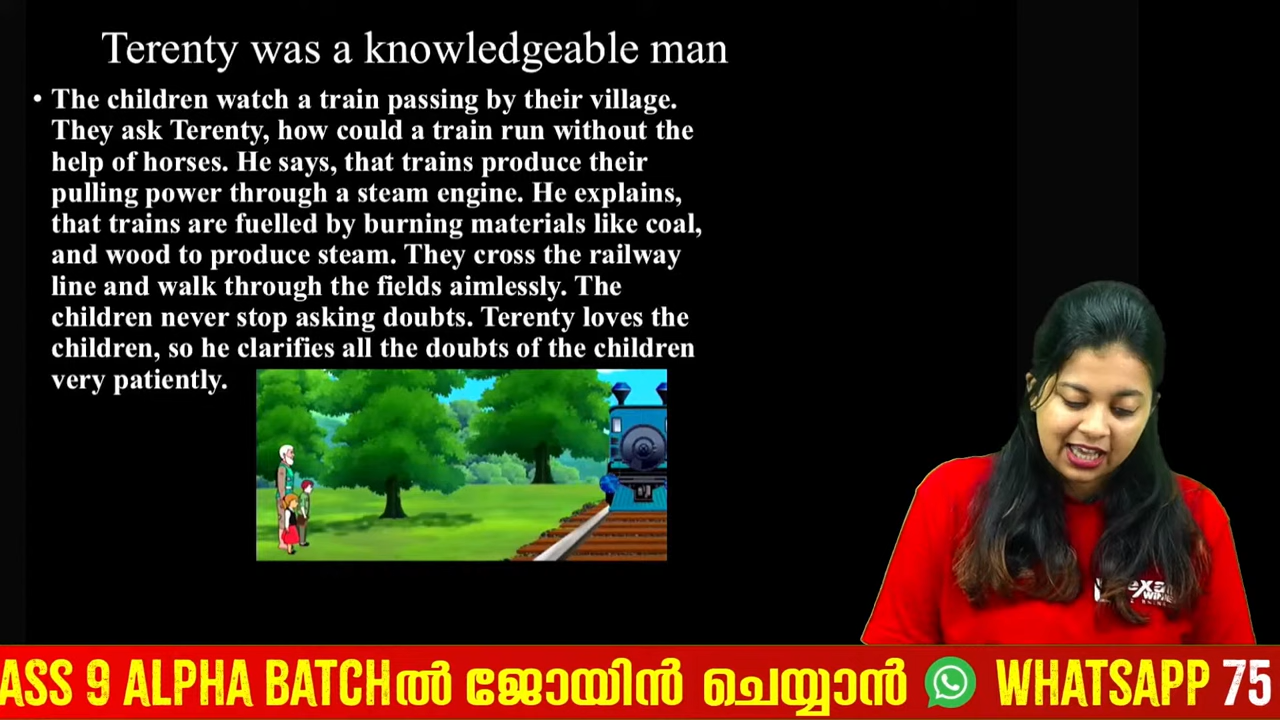 Terenty was a knowledgeable man
• The children watch a train passing by their village.
They ask Terenty, how could a train run without the
help of horses. He says, that trains produce their
pulling power through a steam engine. He explains,
that trains are fuelled by burning materials like coal,
and wood to produce steam. They cross the railway
line and walk through the fields aimlessly. The
children never stop asking doubts. Terenty loves the
children, so he clarifies all the doubts of the children
very patiently.
ASS 9 ALPHA BATCHൽ ജോയിൻ ചെയ്യാൻ WHATSAPP 75